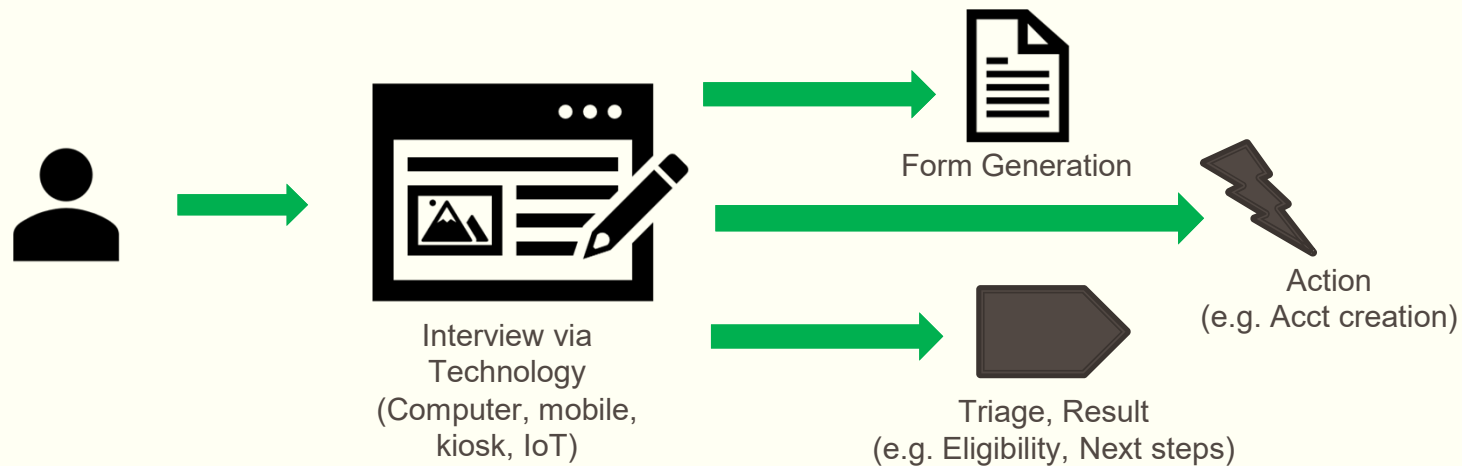 Form Generation
Action
(e.g. Acct creation)
Interview via
Technology
(Computer, mobile,
kiosk, IoT)
Triage, Result
(e.g. Eligibility, Next steps)